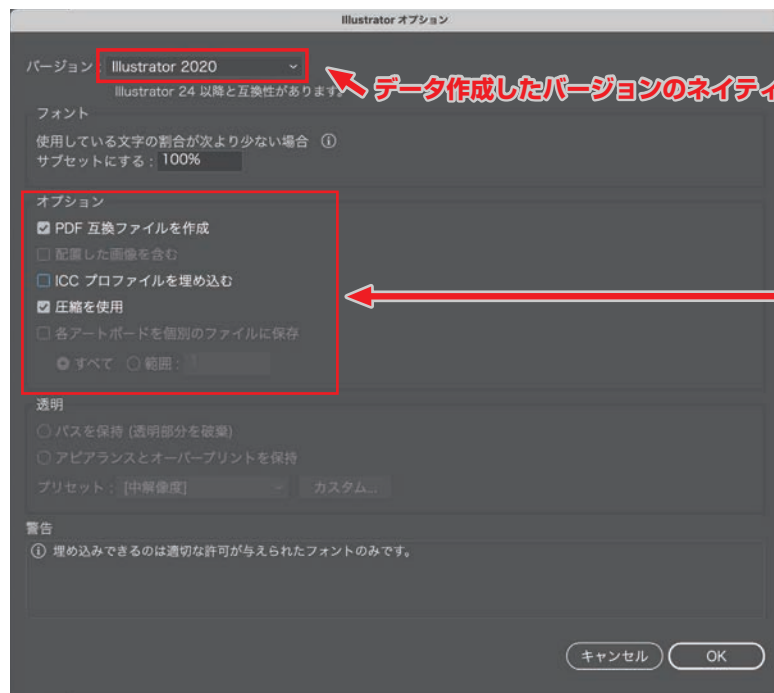 Illustrator オプション
バージョン : Illustrator 2020
Illustrator 24 以降と互換性があります。
データ作成したバージョンのネイティ
フォント
使用している文字の割合が次より少ない場合 ⓘ
サブセットにする : 100%
オプション
PDF 互換ファイルを作成
配置した画像を含む
ICC プロファイルを埋め込む
圧縮を使用
各アートボードを個別のファイルに保存
すべて 範囲 : 1
透明
パスを保持 (透明部分を破棄)
アピアランスとオーバープリントを保持
プリセット : [中解像度] カスタム...
警告
ⓘ 埋め込みできるのは適切な許可が与えられたフォントのみです。
キャンセル OK